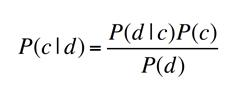 P(c|d) = P(d|c)P(c) / P(d)